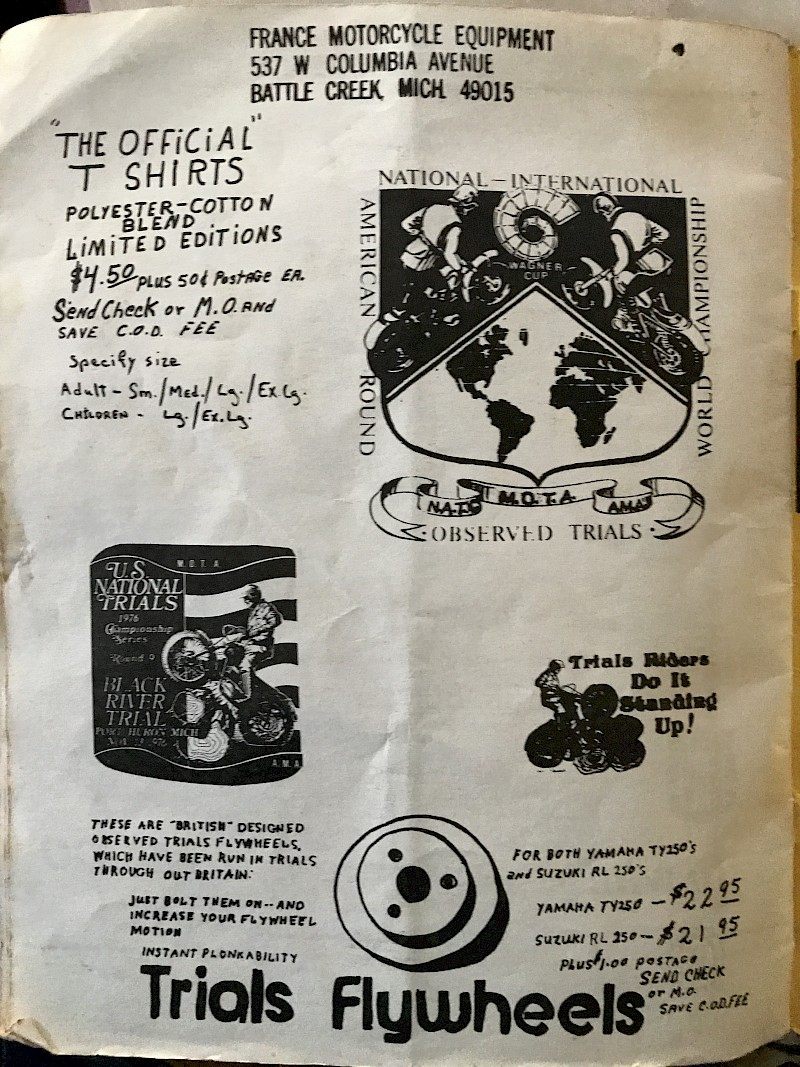 FRANCE MOTORCYCLE EQUIPMENT
537 W COLUMBIA AVENUE
BATTLE CREEK, MICH. 49015
"THE OFFICIAL"
T SHIRTS
POLYESTER-COTTON
BLEND
LIMITED EDITIONS
$4.50 PLUS 50¢ POSTAGE EA.
Send Check or M.O. AND
SAVE C.O.D. FEE
Specify size
Adult - Sm./Med./Lg./Ex.Lg.
CHILDREN - Lg./Ex.Lg.
NATIONAL-INTERNATIONAL
AMERICAN ROUND
WORLD CHAMPIONSHIP
WAGNER
CUP
NATC M.O.T.A. AMA
OBSERVED TRIALS
M.O.T.A.
U.S.
NATIONAL
TRIALS
1976
Championship
Series
Round 9
BLACK
RIVER
TRIAL
PORT HURON MICH
1976
A.M.A.
Trials Riders
Do It
Standing
Up!
THESE ARE "BRITISH" DESIGNED
OBSERVED TRIALS FLYWHEELS,
WHICH HAVE BEEN RUN IN TRIALS
THROUGH OUT BRITAIN:
JUST BOLT THEM ON--AND
INCREASE YOUR FLYWHEEL
MOTION
INSTANT PLONKABILITY
FOR BOTH YAMAHA TY250'S
and SUZUKI RL 250'S
YAMAHA TY250 - $22.95
SUZUKI RL 250 - $21.95
PLUS $1.00 POSTAGE
SEND CHECK
or M.O.
SAVE C.O.D. FEE
Trials Flywheels